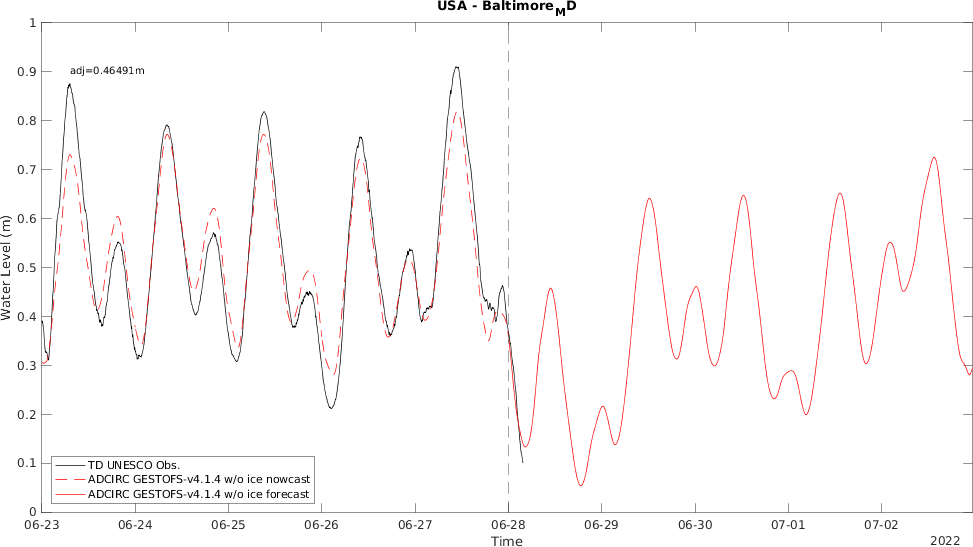 USA - Baltimore_MD
1
0.9
0.8
0.7
0.6
0.5
0.4
0.3
0.2
0.1
0
Water Level (m)
adj=0.46491m
TD UNESCO Obs.
ADCIRC GESTOFS-v4.1.4 w/o ice nowcast
ADCIRC GESTOFS-v4.1.4 w/o ice forecast
06-23 06-24 06-25 06-26 06-27 06-28 06-29 06-30 07-01 07-02
Time
2022